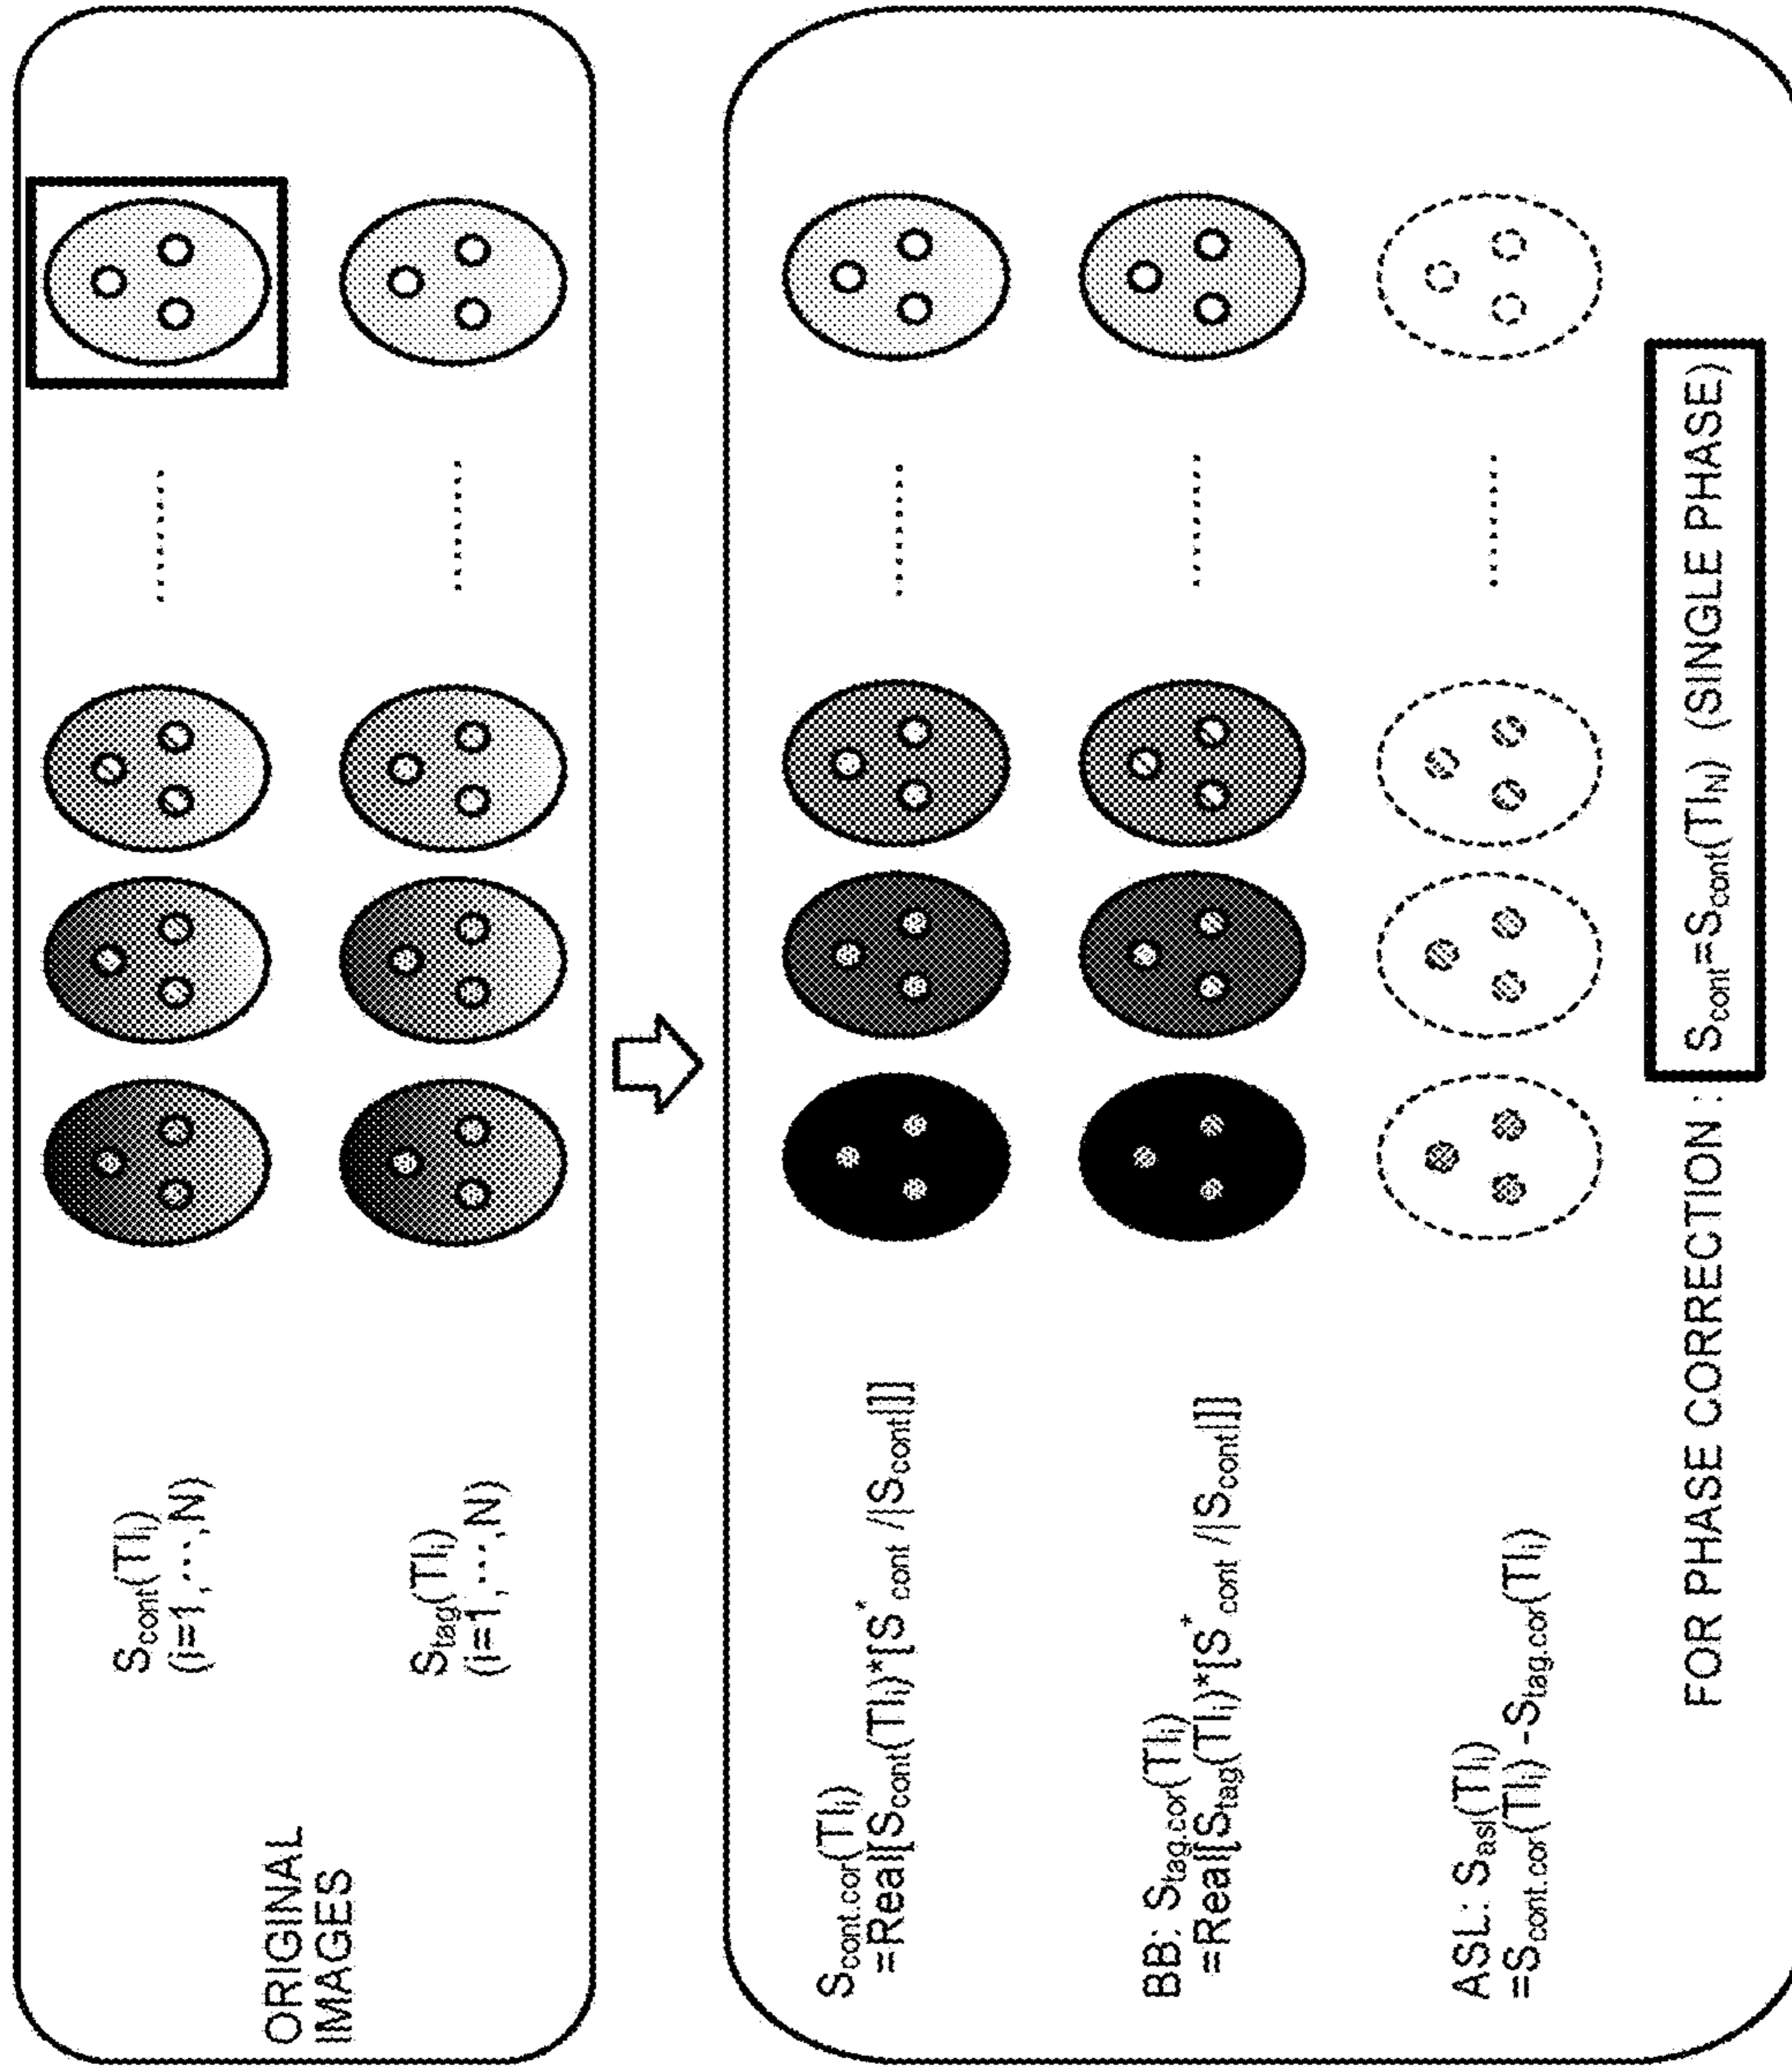 ORIGINAL
IMAGES
S_cont(TI_i)
(i=1,···,N)
S_tag(TI_i)
(i=1,···,N)
S_cont.cor(TI_i)
=Real[[S_cont(TI_i)*[S*_cont /|S_cont|]]]
BB: S_tag.cor(TI_i)
=Real[[S_tag(TI_i)*[S*_cont /|S_cont|]]]
ASL: S_asl(TI_i)
=S_cont.cor(TI_i) -S_tag.cor(TI_i)
FOR PHASE CORRECTION : S_cont=S_cont(TI_N) (SINGLE PHASE)